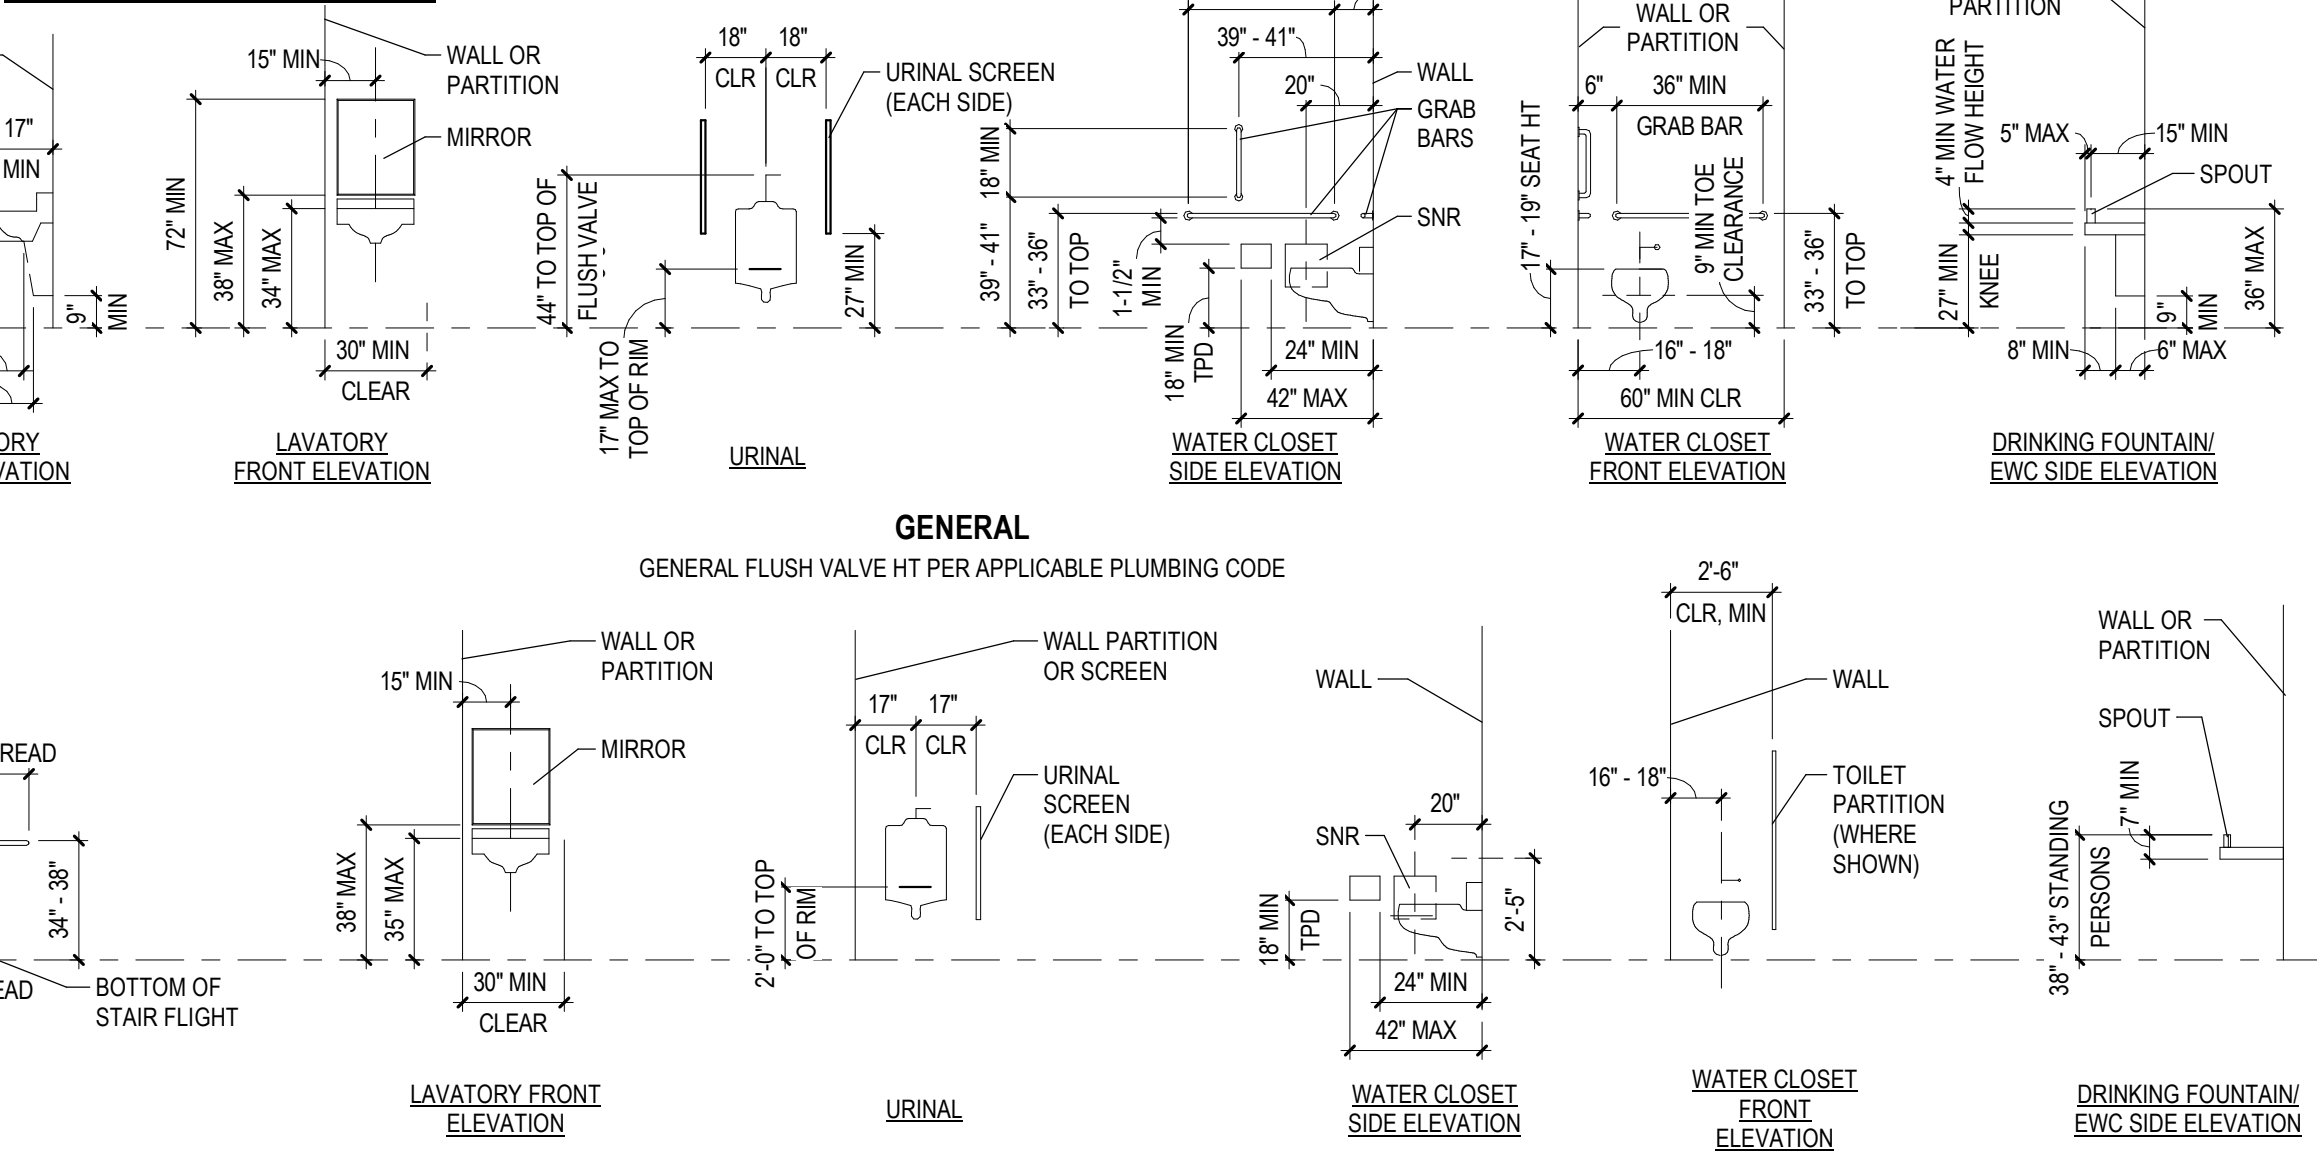 17"
MIN
9"
MIN
ORY
VATION
15" MIN
WALL OR
PARTITION
MIRROR
72" MIN
38" MAX
34" MAX
30" MIN
CLEAR
LAVATORY
FRONT ELEVATION
18"
18"
CLR
CLR
URINAL SCREEN
(EACH SIDE)
44" TO TOP OF
FLUSH VALVE
17" MAX TO
TOP OF RIM
27" MIN
URINAL
39" - 41"
20"
WALL
GRAB
BARS
SNR
18" MIN
39" - 41"
33" - 36"
TO TOP
1-1/2"
MIN
18" MIN
TPD
24" MIN
42" MAX
WATER CLOSET
SIDE ELEVATION
WALL OR
PARTITION
6"
36" MIN
GRAB BAR
17" - 19" SEAT HT
9" MIN TOE
CLEARANCE
33" - 36"
TO TOP
16" - 18"
60" MIN CLR
WATER CLOSET
FRONT ELEVATION
PARTITION
4" MIN WATER
FLOW HEIGHT
5" MAX
15" MIN
SPOUT
27" MIN
KNEE
36" MAX
9"
MIN
8" MIN
6" MAX
DRINKING FOUNTAIN/
EWC SIDE ELEVATION
GENERAL
GENERAL FLUSH VALVE HT PER APPLICABLE PLUMBING CODE
READ
34" - 38"
EAD
BOTTOM OF
STAIR FLIGHT
WALL OR
PARTITION
15" MIN
MIRROR
38" MAX
35" MAX
30" MIN
CLEAR
LAVATORY FRONT
ELEVATION
WALL PARTITION
OR SCREEN
17"
17"
CLR
CLR
URINAL
SCREEN
(EACH SIDE)
2'-0" TO TOP
OF RIM
URINAL
WALL
20"
SNR
18" MIN
TPD
2'-5"
24" MIN
42" MAX
WATER CLOSET
SIDE ELEVATION
2'-6"
CLR, MIN
WALL
16" - 18"
TOILET
PARTITION
(WHERE
SHOWN)
WATER CLOSET
FRONT
ELEVATION
WALL OR
PARTITION
SPOUT
7" MIN
38" - 43" STANDING
PERSONS
DRINKING FOUNTAIN/
EWC SIDE ELEVATION